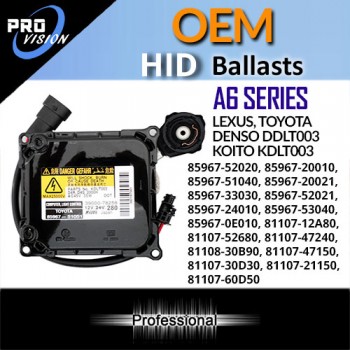 PRO
VISION
OEM
HID Ballasts
A6 SERIES
LEXUS, TOYOTA
DENSO DDLT003
KOITO KDLT003
85967-52020, 85967-20010,
85967-51040, 85967-20021,
85967-33030, 85967-52021,
85967-24010, 85967-53040,
85967-0E010, 81107-12A80,
81107-52680, 81107-47240,
81108-30B90, 81107-47150,
81107-30D30, 81107-21150,
81107-60D50
TOYOTA
Professional